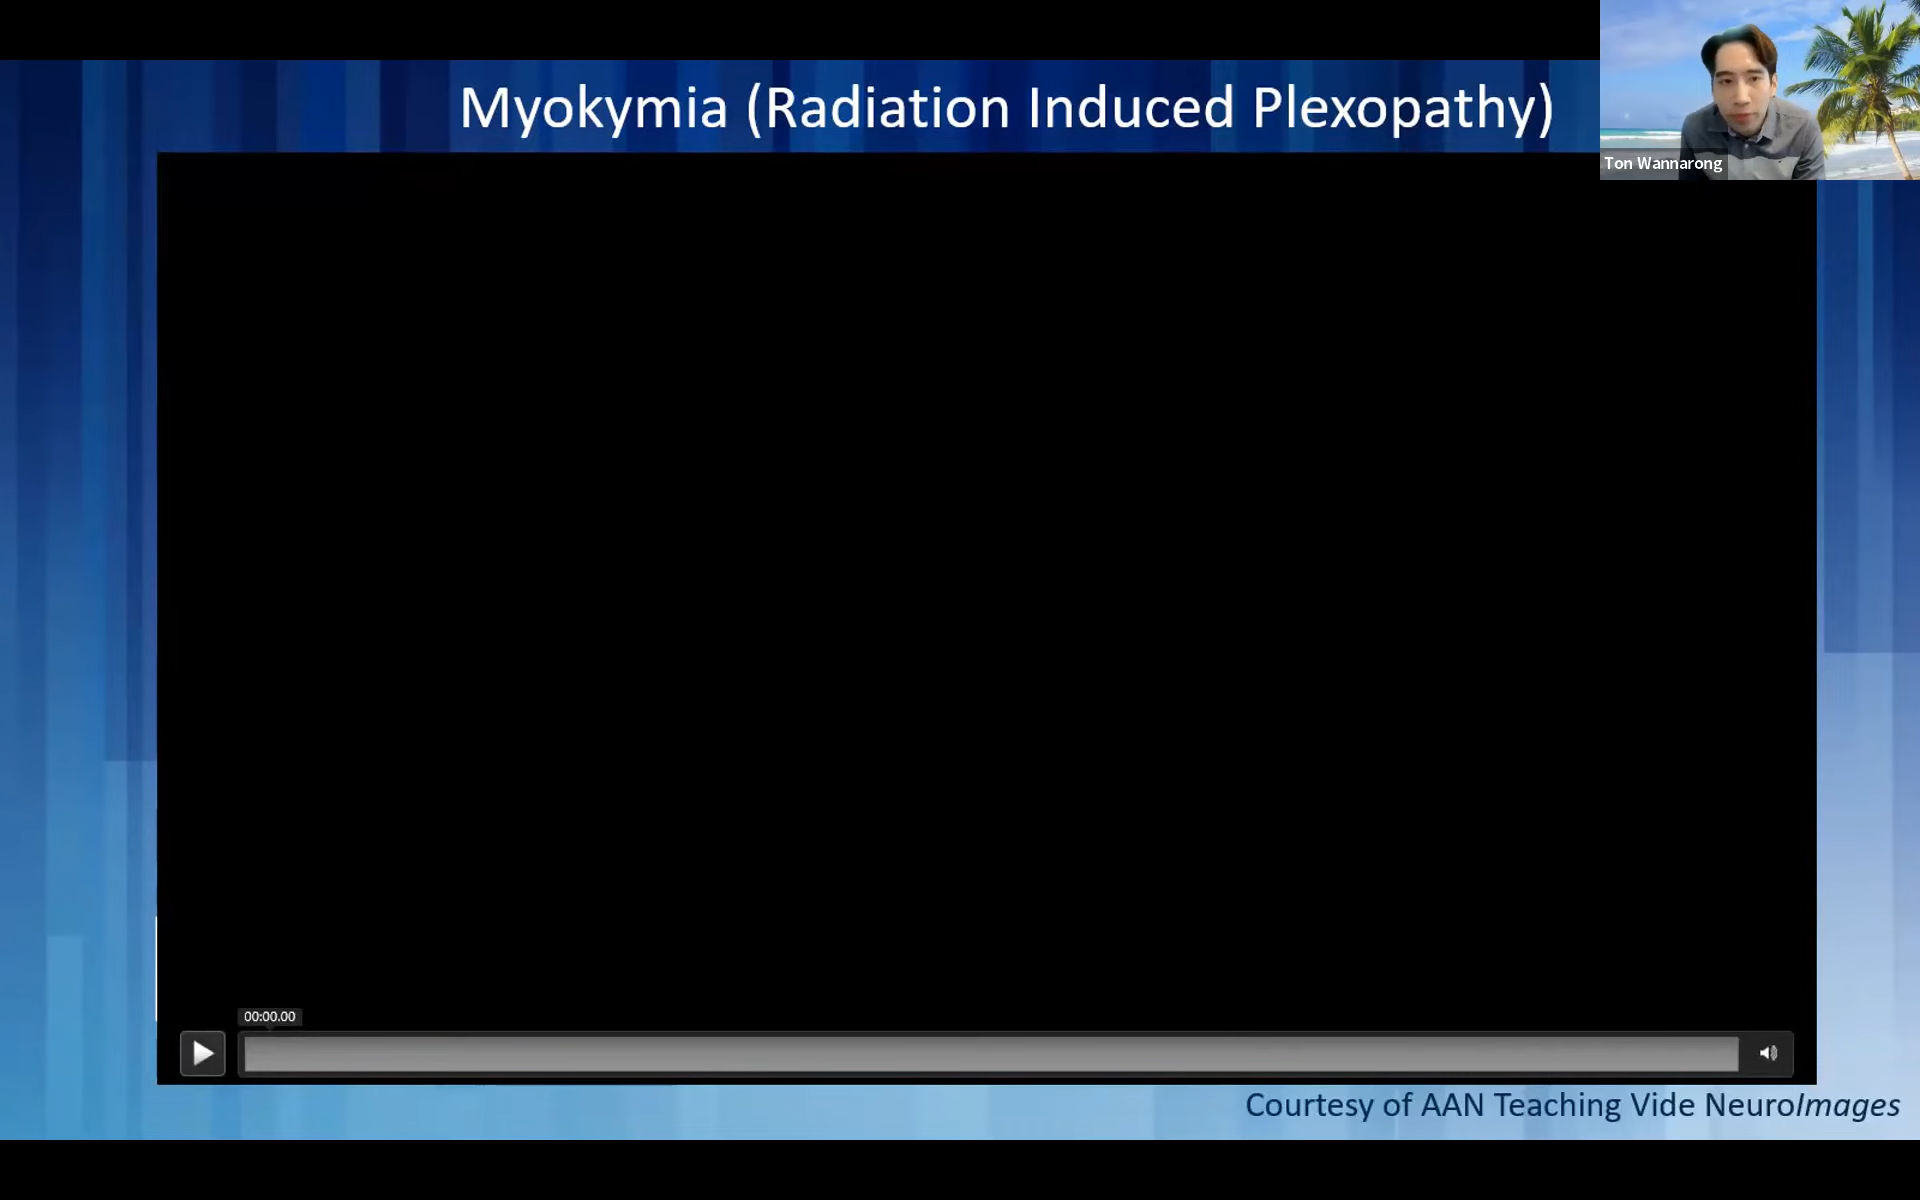 Myokymia (Radiation Induced Plexopathy)
Ton Wannarong
00:00.00
Courtesy of AAN Teaching Vide NeuroImages